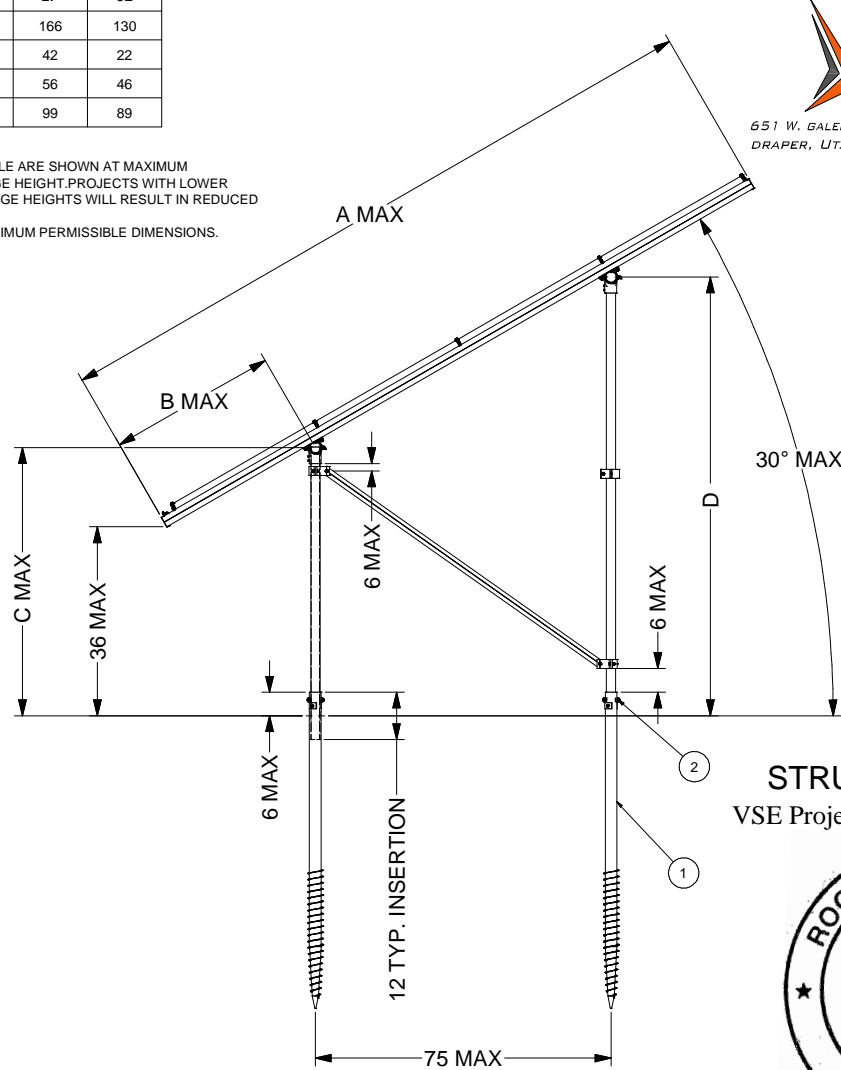 166 130
42 22
56 46
99 89
LE ARE SHOWN AT MAXIMUM
GE HEIGHT.PROJECTS WITH LOWER
GE HEIGHTS WILL RESULT IN REDUCED
IMUM PERMISSIBLE DIMENSIONS.
651 W. GALE
DRAPER, UT
A MAX
B MAX
30° MAX
C MAX
36 MAX
6 MAX
D
6 MAX
6 MAX
12 TYP. INSERTION
2
1
STRU
VSE Proje
ROC
75 MAX